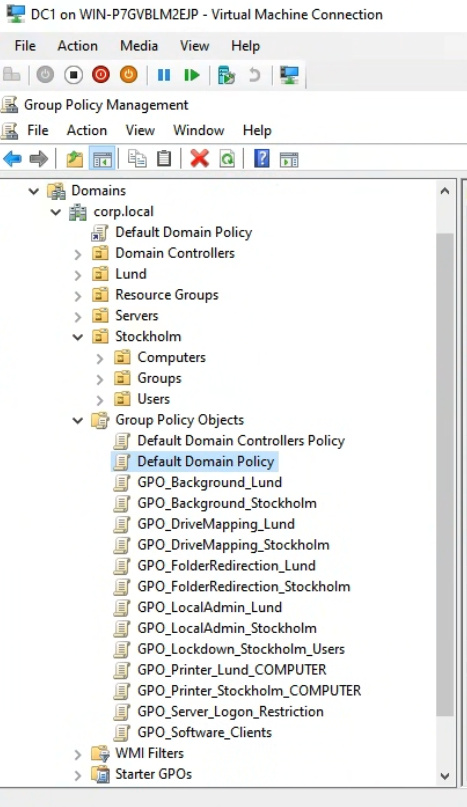 DC1 on WIN-P7GVBLM2EJP - Virtual Machine Connection
File Action Media View Help
Group Policy Management
File Action View Window Help
Domains
corp.local
Default Domain Policy
Domain Controllers
Lund
Resource Groups
Servers
Stockholm
Computers
Groups
Users
Group Policy Objects
Default Domain Controllers Policy
Default Domain Policy
GPO_Background_Lund
GPO_Background_Stockholm
GPO_DriveMapping_Lund
GPO_DriveMapping_Stockholm
GPO_FolderRedirection_Lund
GPO_FolderRedirection_Stockholm
GPO_LocalAdmin_Lund
GPO_LocalAdmin_Stockholm
GPO_Lockdown_Stockholm_Users
GPO_Printer_Lund_COMPUTER
GPO_Printer_Stockholm_COMPUTER
GPO_Server_Logon_Restriction
GPO_Software_Clients
WMI Filters
Starter GPOs